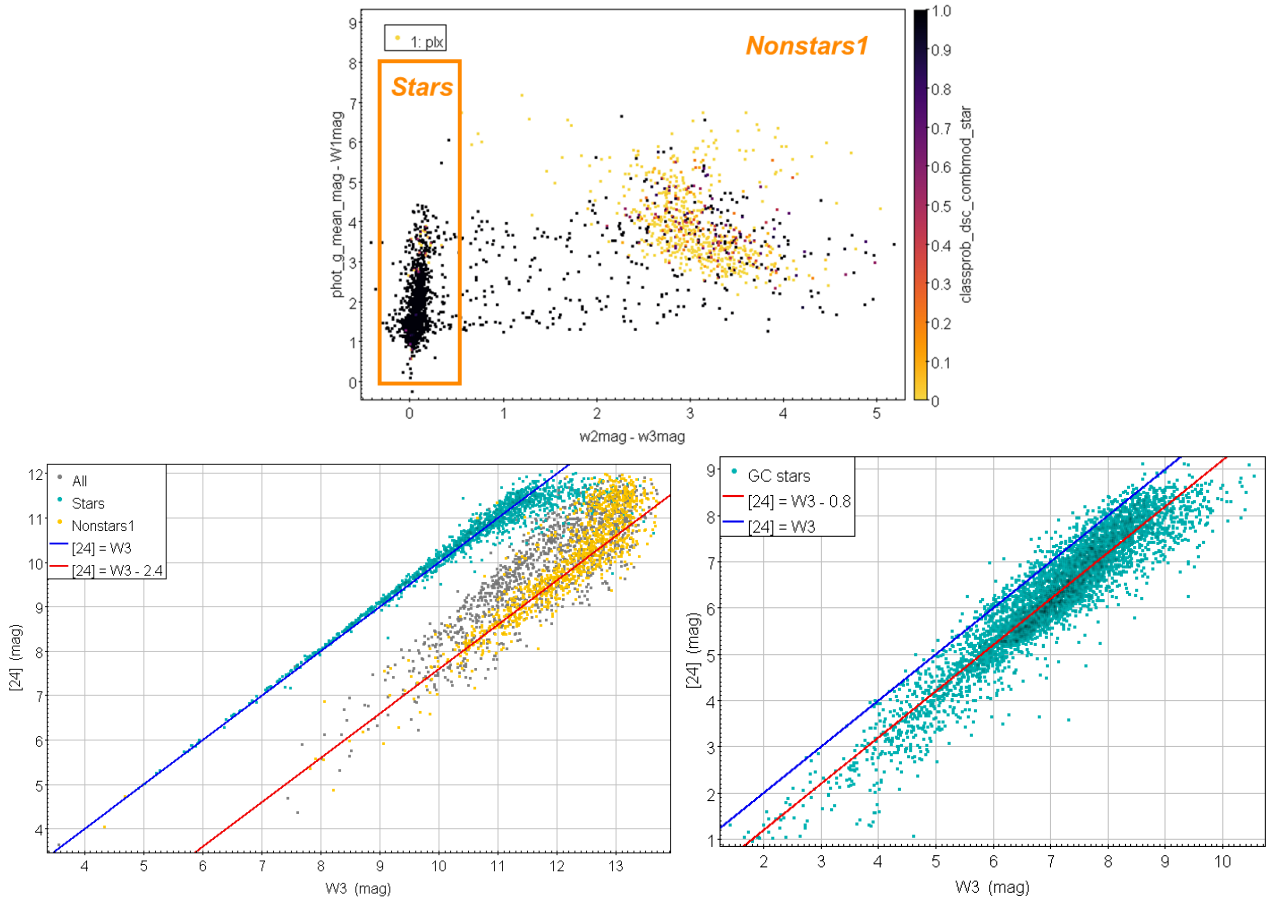 Nonstars1
1: plx
Stars
9
8
7
6
5
4
3
2
1
0
phot_g_mean_mag - W1mag
0 1 2 3 4 5
w2mag - w3mag
1.0
0.9
0.8
0.7
0.6
0.5
0.4
0.3
0.2
0.1
0
classprob_dsc_combmod_star
All
Stars
Nonstars1
[24] = W3
[24] = W3 - 2.4
12
11
10
9
8
7
6
5
4
[24] (mag)
4 5 6 7 8 9 10 11 12 13
W3 (mag)
GC stars
[24] = W3 - 0.8
[24] = W3
9
8
7
6
5
4
3
2
1
[24] (mag)
2 3 4 5 6 7 8 9 10
W3 (mag)